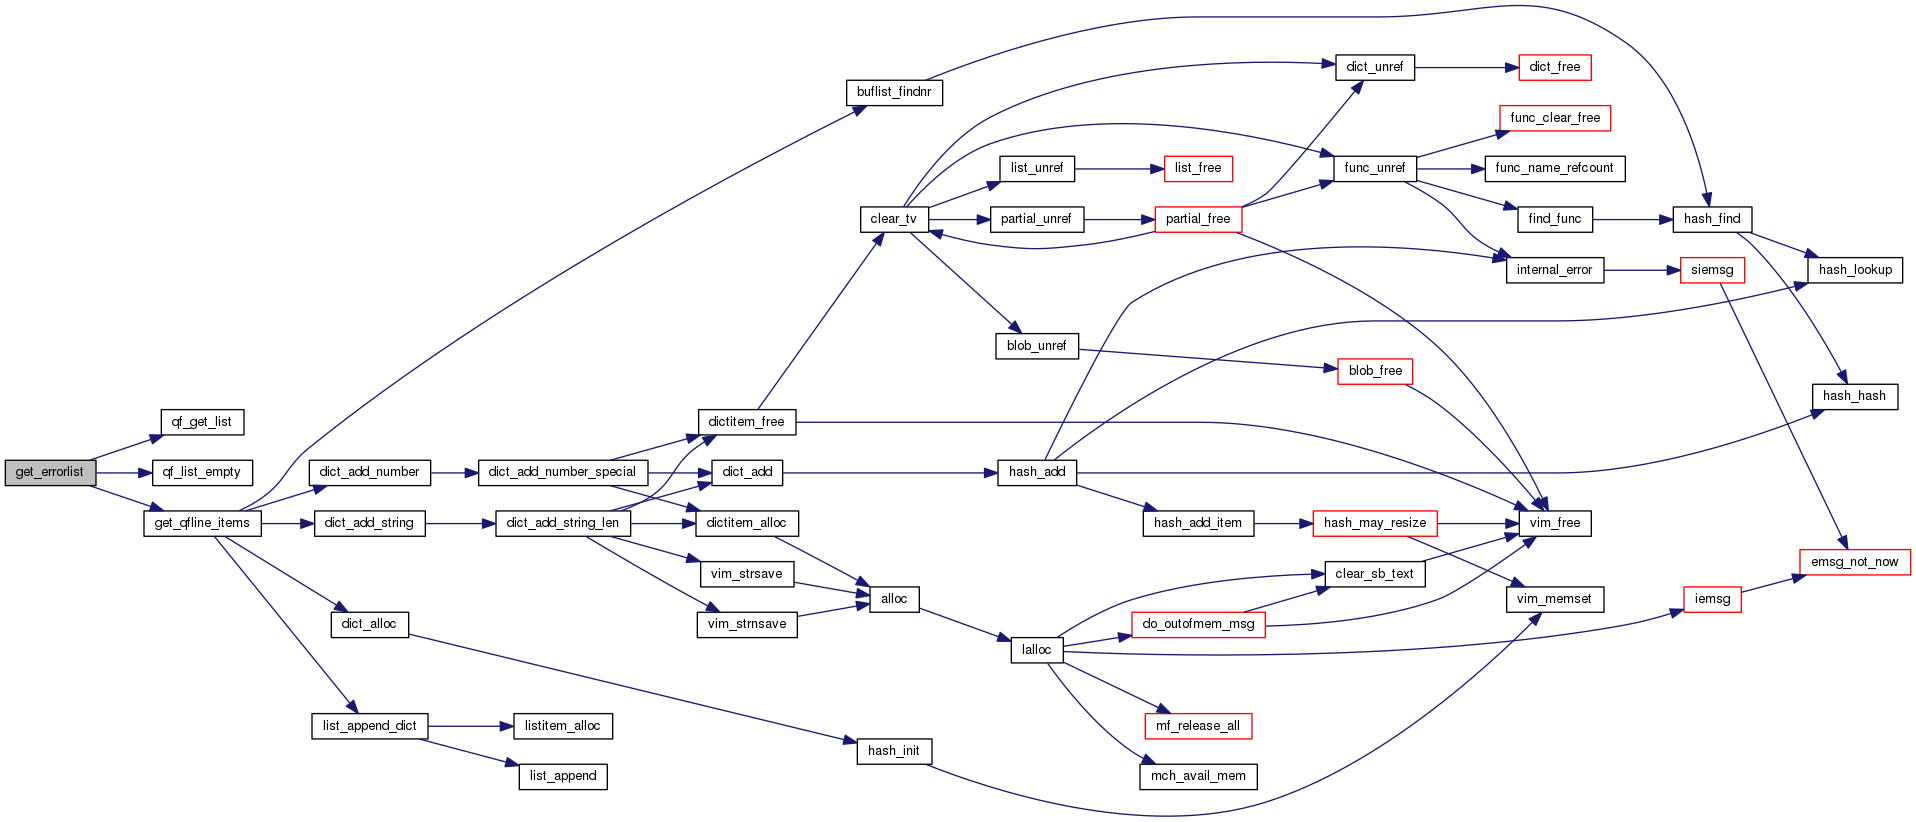 get_errorlist
qf_get_list
qf_list_empty
get_qfline_items
buflist_findnr
dict_add_number
dict_add_string
dict_alloc
list_append_dict
dict_add_number_special
dict_add_string_len
listitem_alloc
list_append
dictitem_free
dict_add
dictitem_alloc
vim_strsave
vim_strnsave
clear_tv
alloc
hash_init
list_unref
partial_unref
blob_unref
hash_add
lalloc
list_free
partial_free
hash_add_item
do_outofmem_msg
mf_release_all
mch_avail_mem
dict_unref
func_unref
blob_free
hash_may_resize
clear_sb_text
dict_free
func_clear_free
func_name_refcount
find_func
internal_error
vim_free
vim_memset
hash_find
siemsg
iemsg
hash_lookup
hash_hash
emsg_not_now